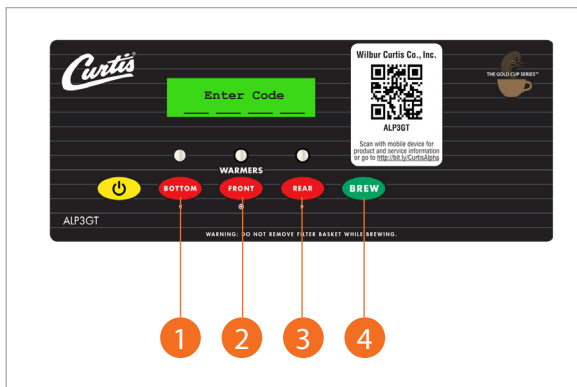 Curtis
Wilbur Curtis Co., Inc.
THE GOLD CUP SERIES™
Enter Code
ALP3GT
Scan with mobile device for
product and service information
or go to http://bit.ly/CurtisAlpha
WARMERS
BOTTOM
FRONT
REAR
BREW
ALP3GT
WARNING: DO NOT REMOVE FILTER BASKET WHILE BREWING.
1
2
3
4